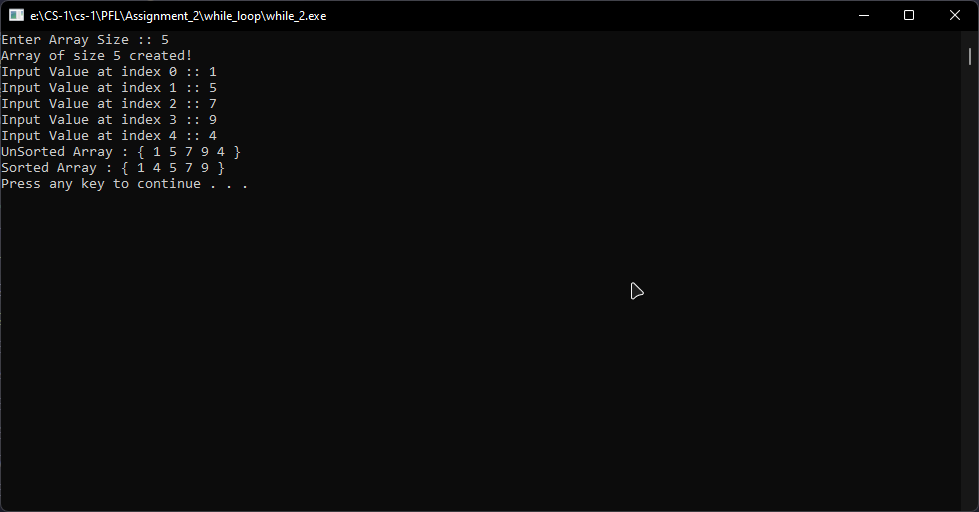 e:\CS-1\cs-1\PFL\Assignment_2\while_loop\while_2.exe
Enter Array Size :: 5
Array of size 5 created!
Input Value at index 0 :: 1
Input Value at index 1 :: 5
Input Value at index 2 :: 7
Input Value at index 3 :: 9
Input Value at index 4 :: 4
UnSorted Array : { 1 5 7 9 4 }
Sorted Array : { 1 4 5 7 9 }
Press any key to continue . . .